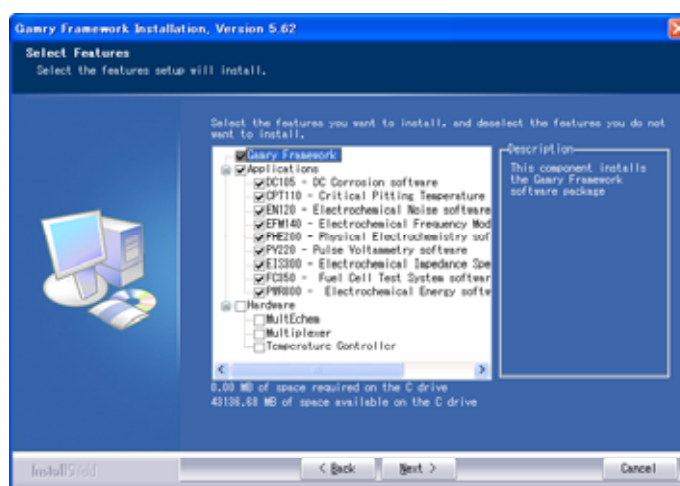 Gamry Framework Installation, Version 5.62
Select Features
Select the features setup will install.
Select the features you want to install, and deselect the features you do not
want to install.
Gamry Framework
Applications
DC105 - DC Corrosion software
CPT110 - Critical Pitting Temperature
EN120 - Electrochemical Noise software
EFM140 - Electrochemical Frequency Mod
PHE200 - Physical Electrochemistry sof
PV220 - Pulse Voltammetry software
EIS300 - Electrochemical Impedance Spe
FC350 - Fuel Cell Test System softwar
PWR800 - Electrochemical Energy softw
Hardware
MultEchem
Multiplexer
Temperature Controller
Description
This component installs
the Gamry Framework
software package
0.00 MB of space required on the C drive
43136.68 MB of space available on the C drive
InstallShield
< Back
Next >
Cancel